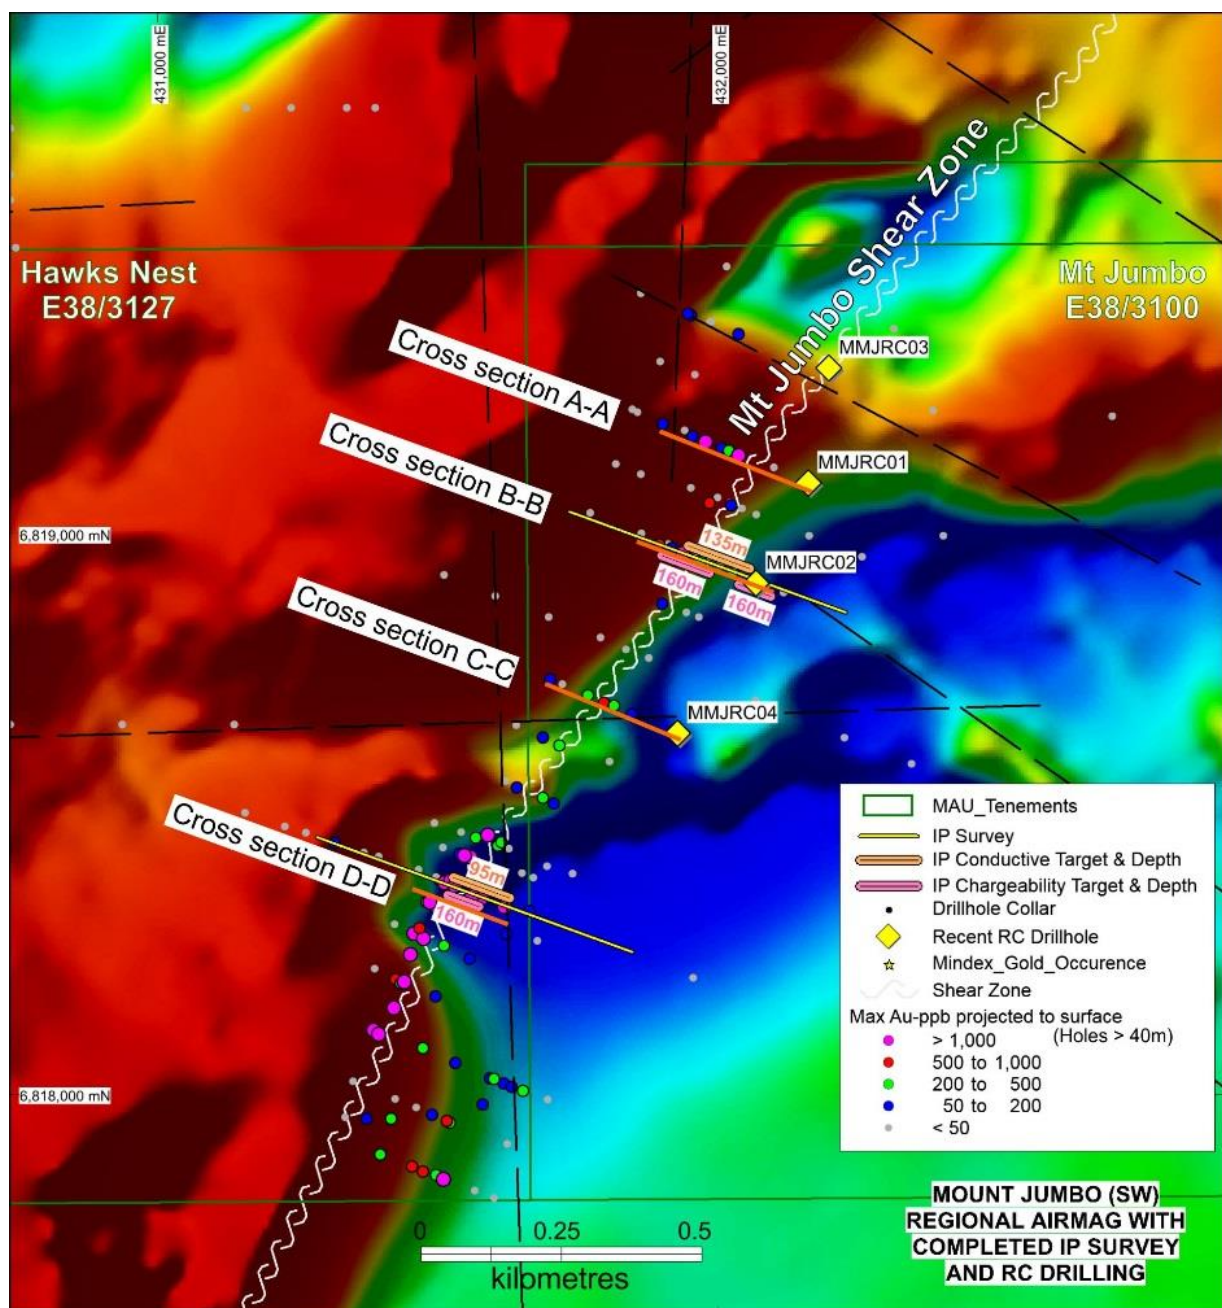 431,000 mE
432,000 mE
Mt Jumbo Shear Zone
Hawks Nest
E38/3127
Mt Jumbo
E38/3100
MMJRC03
Cross section A-A
MMJRC01
Cross section B-B
6,819,000 mN
135m
MMJRC02
160m
160m
Cross section C-C
MMJRC04
Cross section D-D
95m
160m
6,818,000 mN
MAU_Tenements
IP Survey
IP Conductive Target & Depth
IP Chargeability Target & Depth
Drillhole Collar
Recent RC Drillhole
Mindex_Gold_Occurence
Shear Zone
Max Au-ppb projected to surface
(Holes > 40m)
> 1,000
500 to 1,000
200 to 500
50 to 200
< 50
0 0.25 0.5
kilometres
MOUNT JUMBO (SW)
REGIONAL AIRMAG WITH
COMPLETED IP SURVEY
AND RC DRILLING